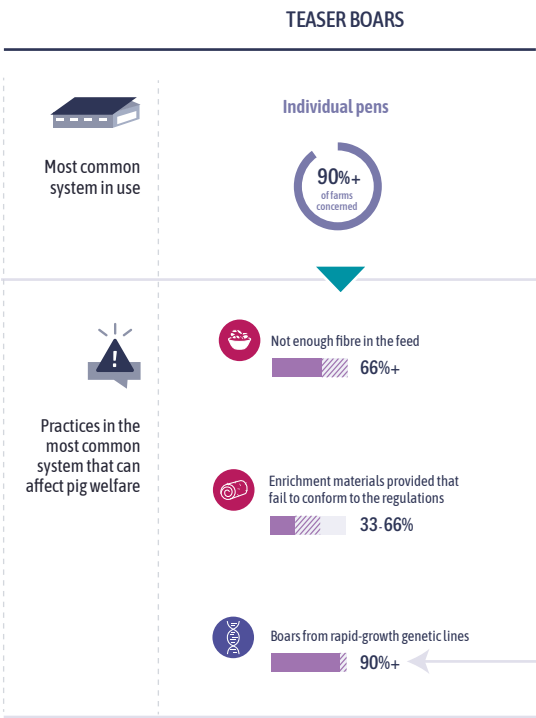 TEASER BOARS
Most common
system in use
Individual pens
90%+
of farms
concerned
Practices in the
most common
system that can
affect pig welfare
Not enough fibre in the feed
66%+
Enrichment materials provided that
fail to conform to the regulations
33-66%
Boars from rapid-growth genetic lines
90%+